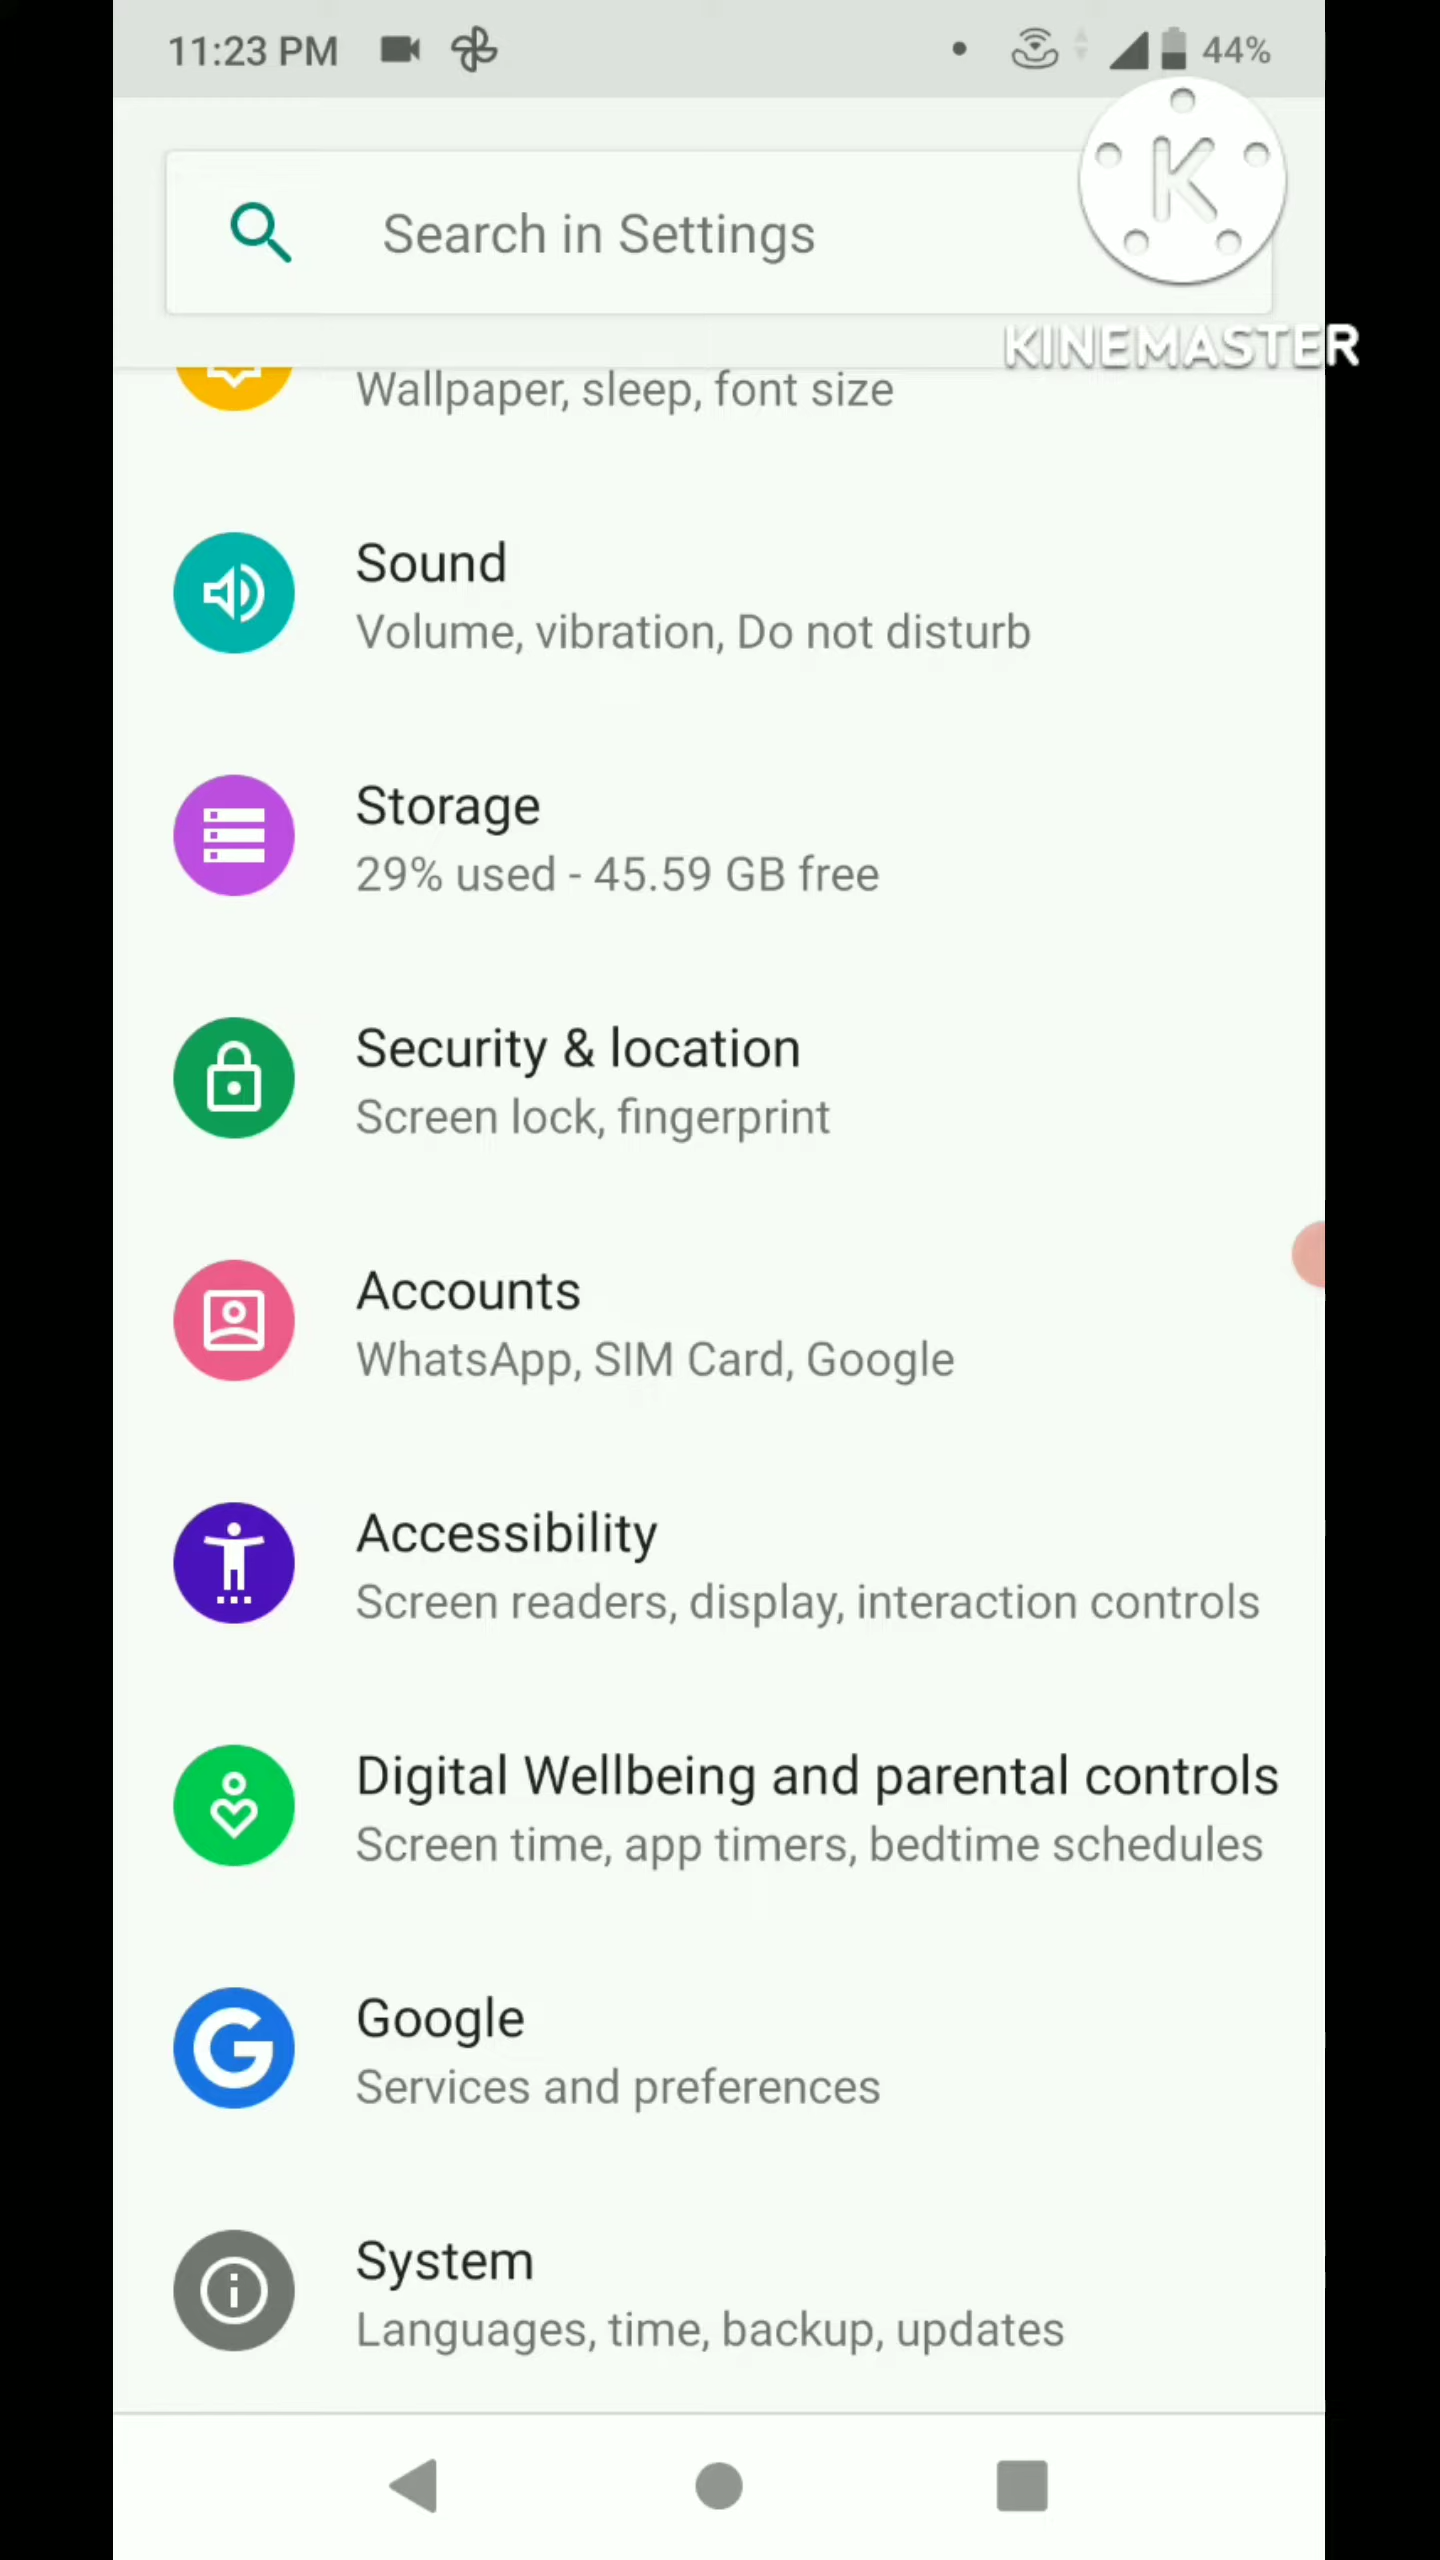 11:23 PM
44%
K
Search in Settings
KINEMASTER
Wallpaper, sleep, font size
Sound
Volume, vibration, Do not disturb
Storage
29% used - 45.59 GB free
Security & location
Screen lock, fingerprint
Accounts
WhatsApp, SIM Card, Google
Accessibility
Screen readers, display, interaction controls
Digital Wellbeing and parental controls
Screen time, app timers, bedtime schedules
G
Google
Services and preferences
System
Languages, time, backup, updates